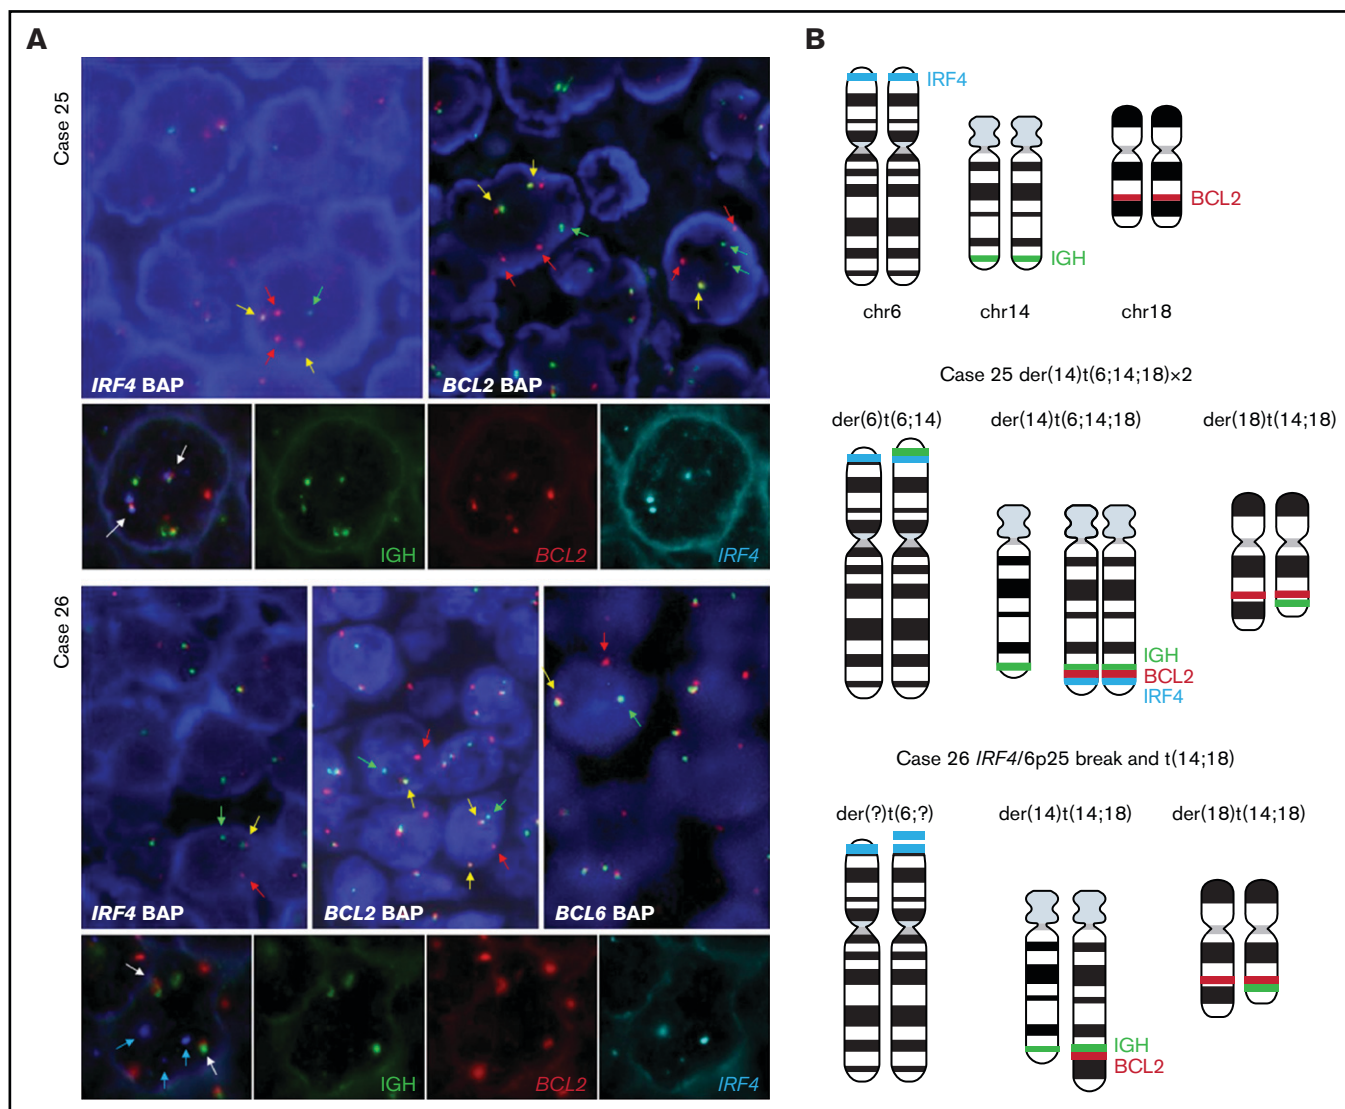 A
Case 25
IRF4 BAP
BCL2 BAP
IGH
BCL2
IRF4
Case 26
IRF4 BAP
BCL2 BAP
BCL6 BAP
IGH
BCL2
IRF4
B
IRF4
IGH
BCL2
chr6
chr14
chr18
Case 25 der(14)t(6;14;18)×2
der(6)t(6;14)
der(14)t(6;14;18)
der(18)t(14;18)
IGH
BCL2
IRF4
Case 26 IRF4/6p25 break and t(14;18)
der(?)t(6;?)
der(14)t(14;18)
der(18)t(14;18)
IGH
BCL2